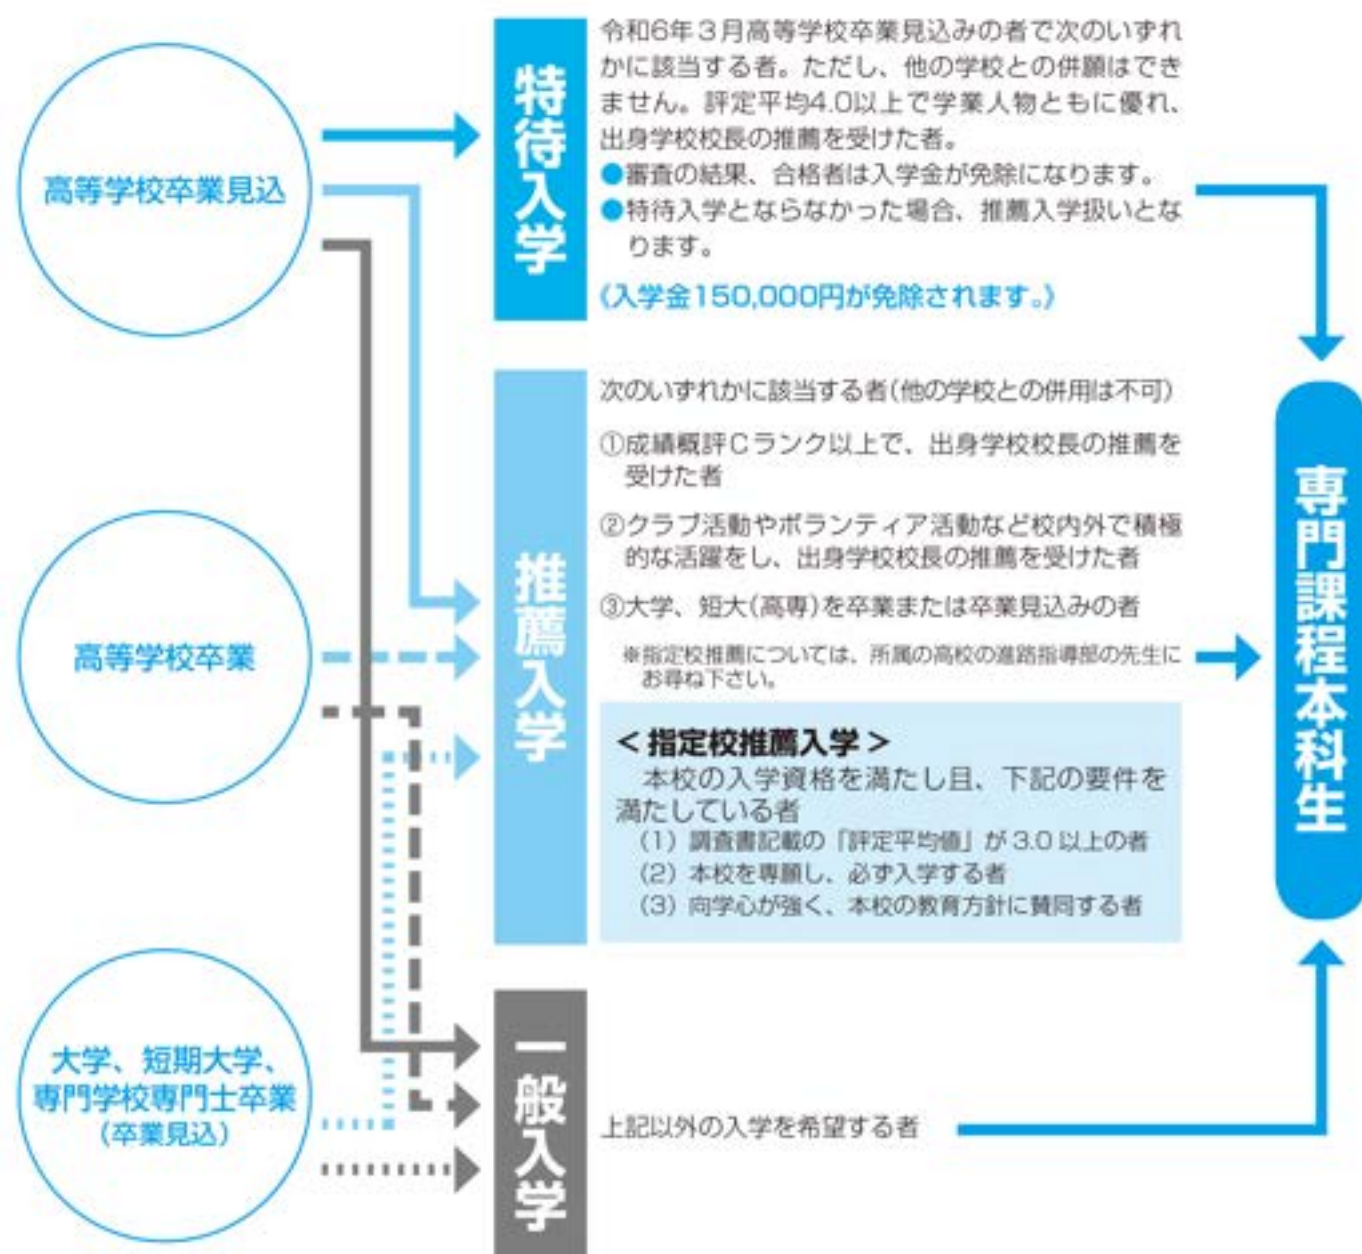 高等学校卒業見込
特待入学
令和6年3月高等学校卒業見込みの者で次のいずれ
かに該当する者。ただし、他の学校との併願はでき
ません。評定平均4.0以上で学業人物ともに優れ、
出身学校校長の推薦を受けた者。
●審査の結果、合格者は入学金が免除になります。
●特待入学とならなかった場合、推薦入学扱いとな
ります。
《入学金150,000円が免除されます。》
高等学校卒業
推薦入学
次のいずれかに該当する者(他の学校との併用は不可)
①成績概評Cランク以上で、出身学校校長の推薦を
受けた者
②クラブ活動やボランティア活動など校内外で積極
的な活躍をし、出身学校校長の推薦を受けた者
③大学、短大(高専)を卒業または卒業見込みの者
※指定校推薦については、所属の高校の進路指導部の先生に
お尋ね下さい。
<指定校推薦入学>
本校の入学資格を満たし且、下記の要件を
満たしている者
(1)調査書記載の「評定平均値」が3.0以上の者
(2)本校を専願し、必ず入学する者
(3)向学心が強く、本校の教育方針に賛同する者
大学、短期大学、
専門学校専門士卒業
(卒業見込)
一般入学
上記以外の入学を希望する者
専門課程本科生